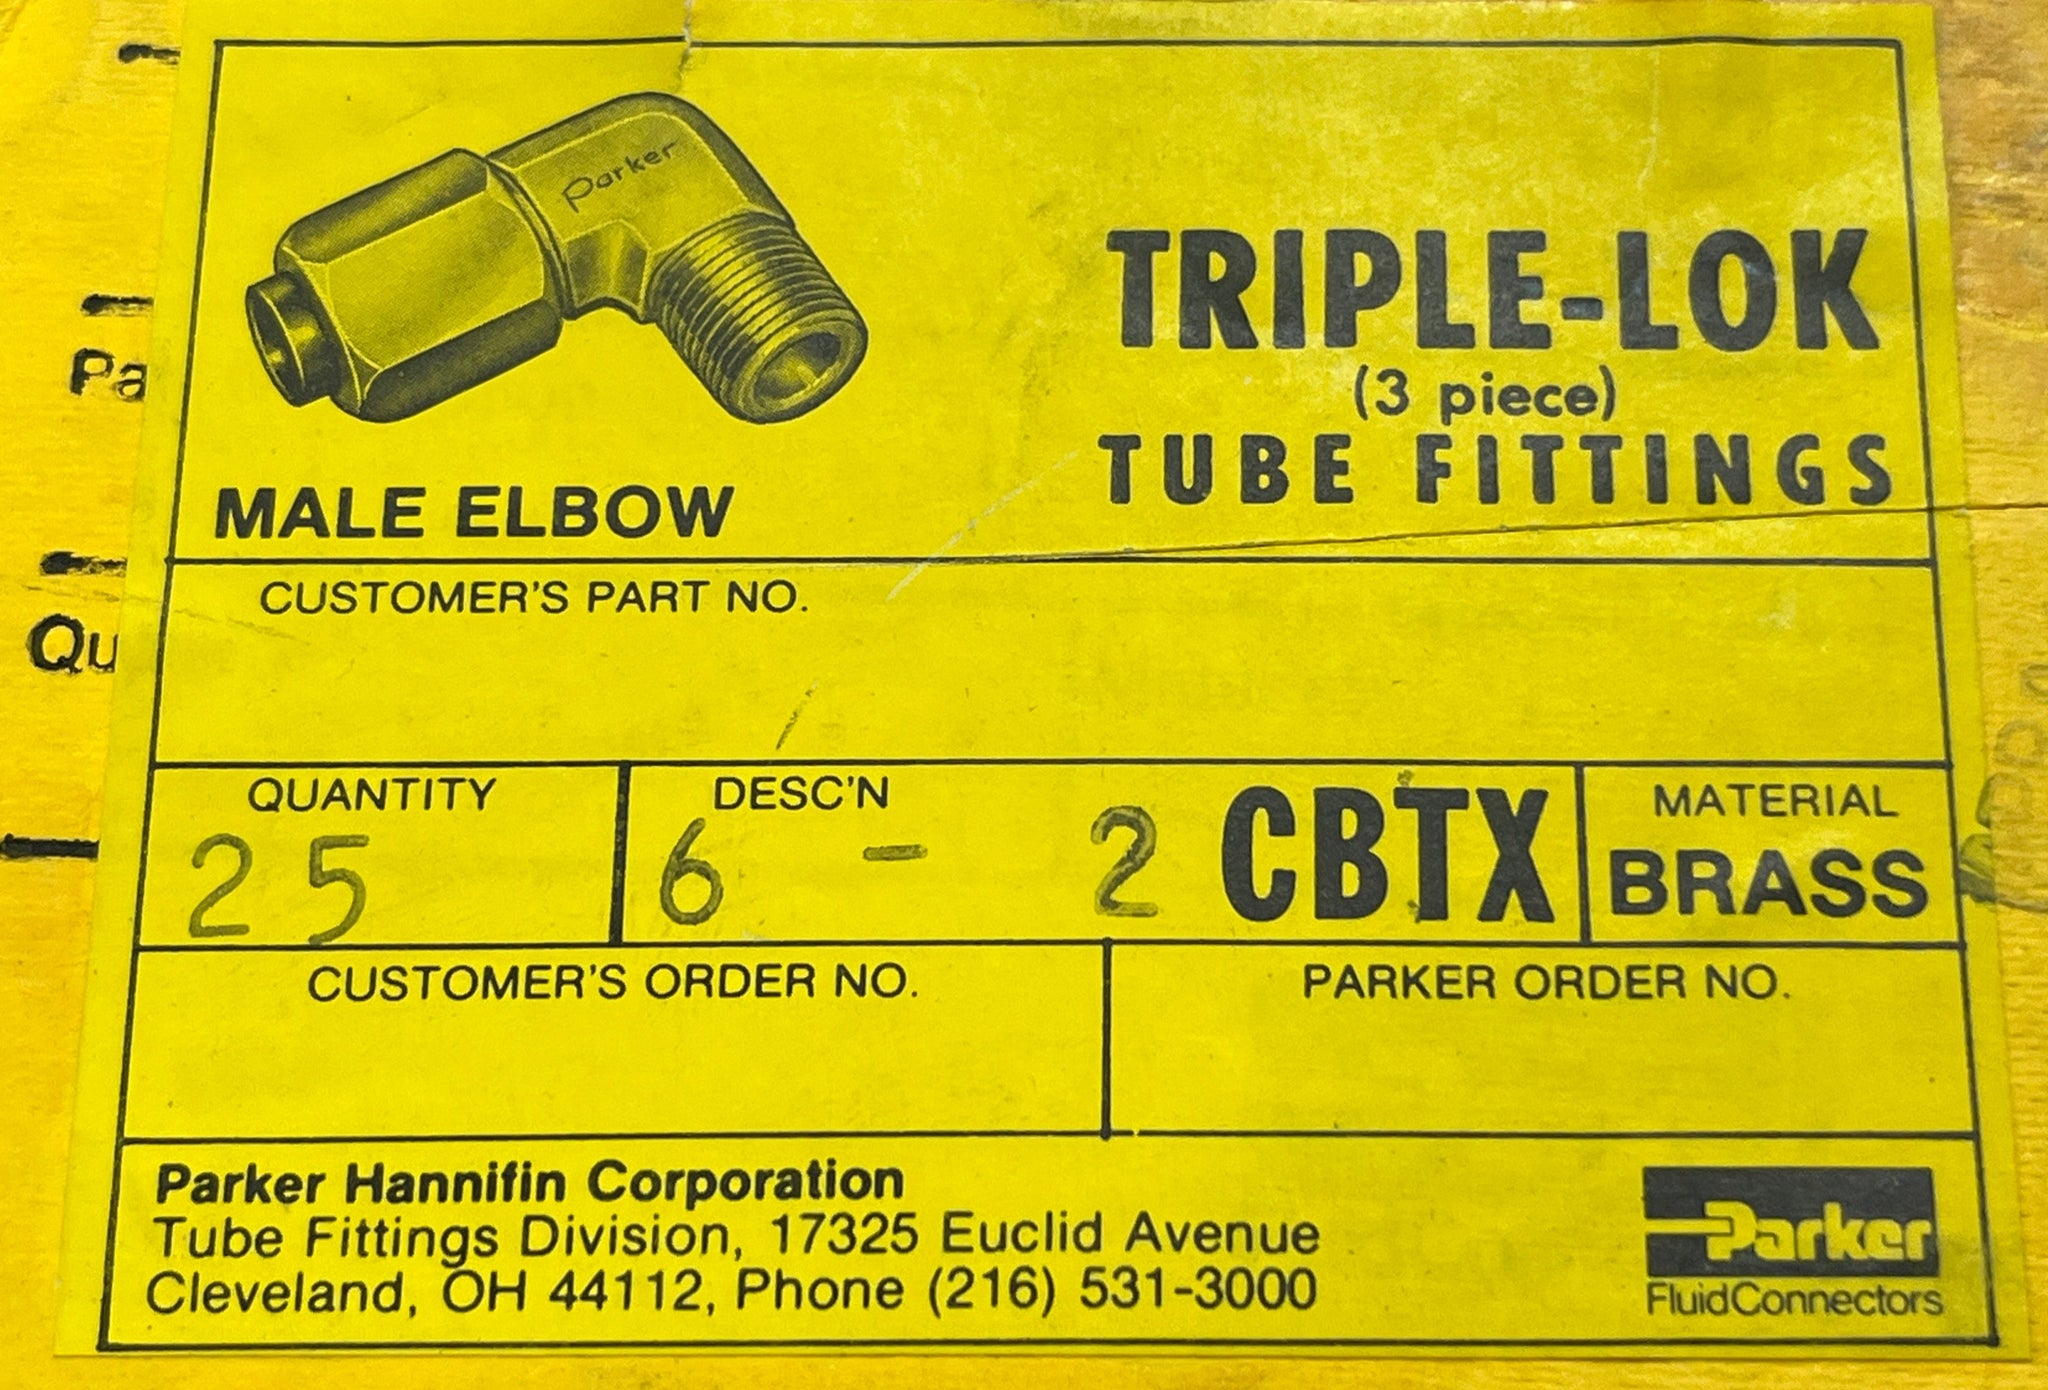 Parker
TRIPLE-LOK
(3 piece)
TUBE FITTINGS
MALE ELBOW
CUSTOMER'S PART NO.
QUANTITY
25
DESC'N
6 - 2 CBTX
MATERIAL
BRASS
CUSTOMER'S ORDER NO.
PARKER ORDER NO.
Parker Hannifin Corporation
Tube Fittings Division, 17325 Euclid Avenue
Cleveland, OH 44112, Phone (216) 531-3000
Parker
FluidConnectors
Pa
Qu